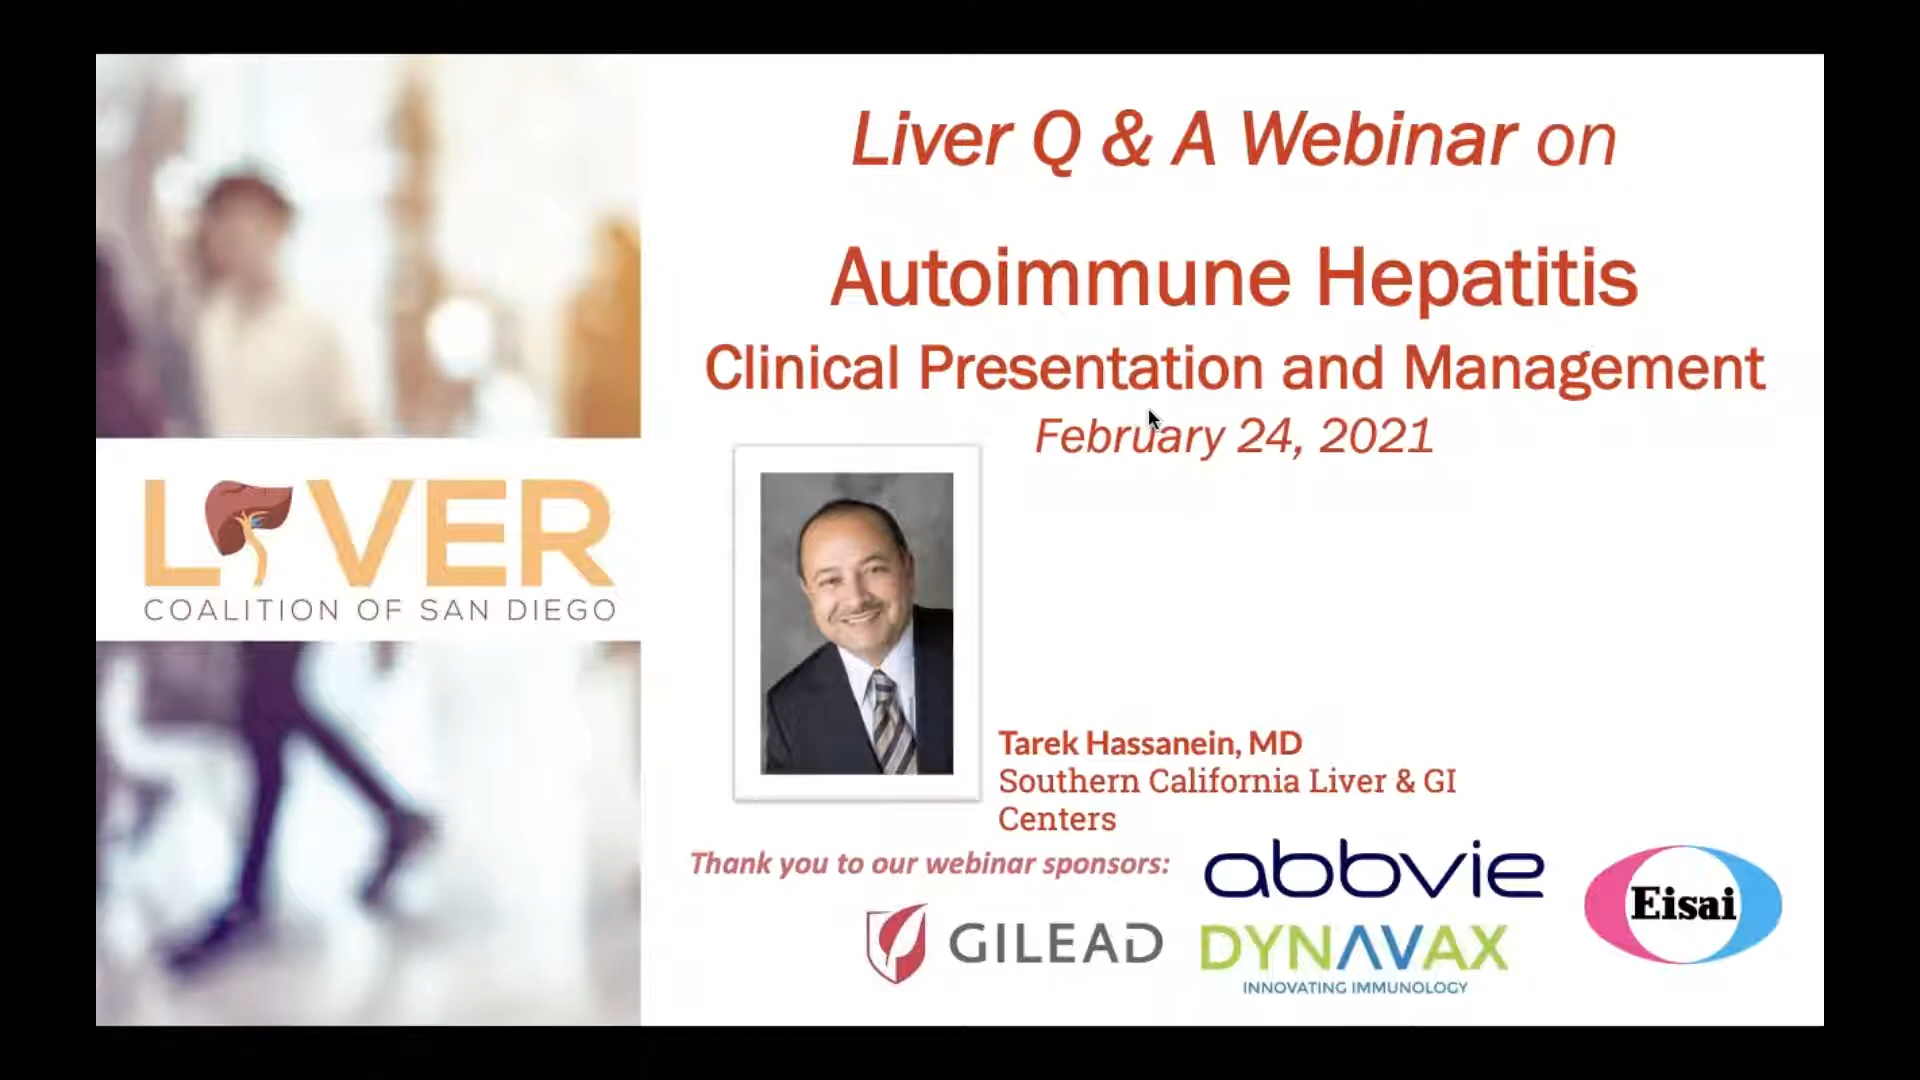 Liver Q & A Webinar on
Autoimmune Hepatitis
Clinical Presentation and Management
February 24, 2021
LIVER
COALITION OF SAN DIEGO
Tarek Hassanein, MD
Southern California Liver & GI
Centers
Thank you to our webinar sponsors:
abbvie
Eisai
GILEAD
DYNAVAX
INNOVATING IMMUNOLOGY